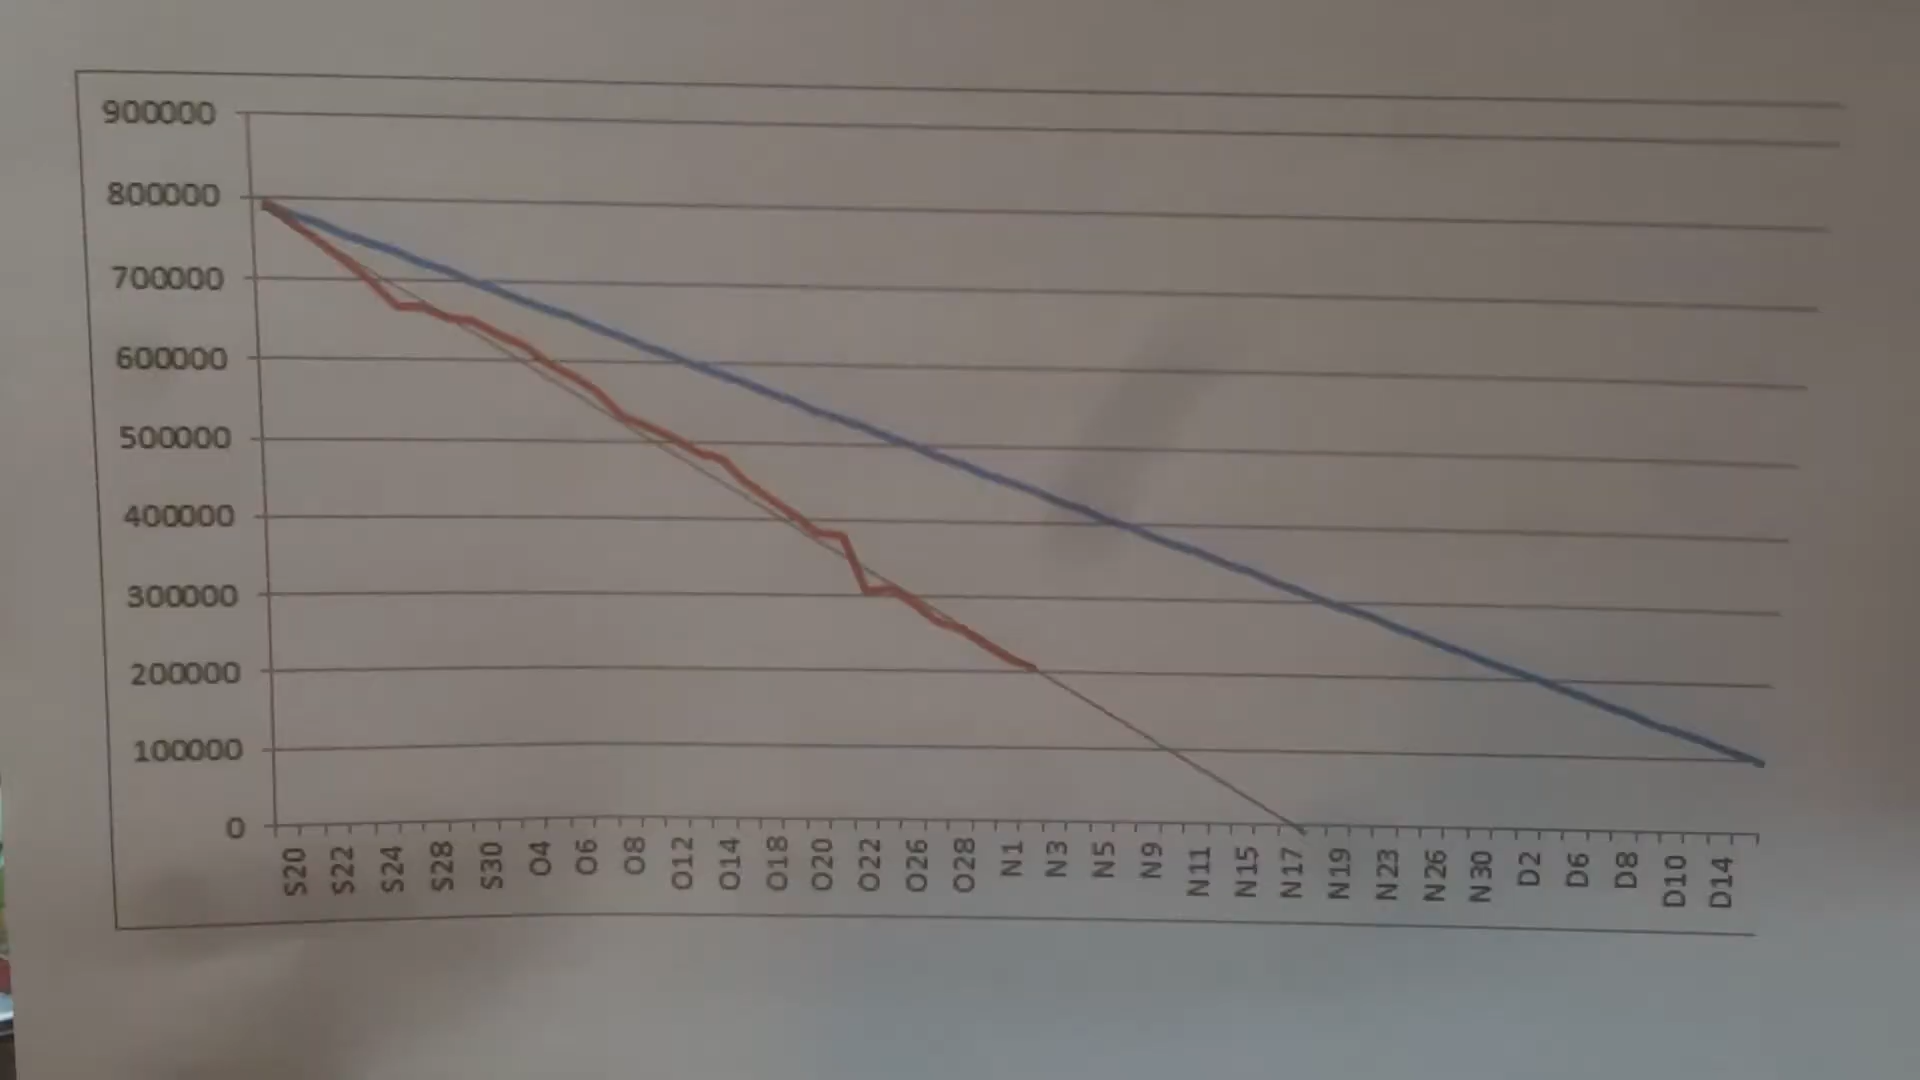 900000
800000
700000
600000
500000
400000
300000
200000
100000
0
S20
S22
S24
S28
S30
O4
O6
O8
O12
O14
O18
O20
O22
O26
O28
N1
N3
N5
N9
N11
N15
N17
N19
N23
N26
N30
D2
D6
D8
D10
D14